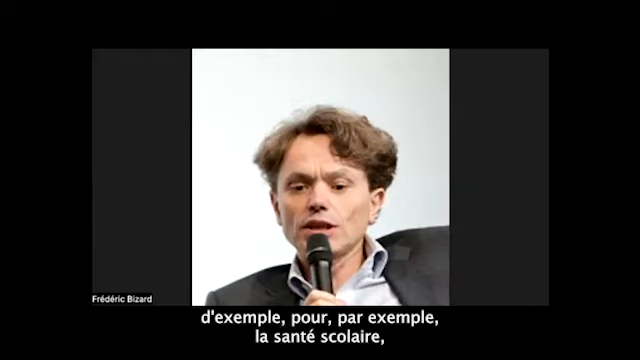 Frédéric Bizard
d'exemple, pour, par exemple,
la santé scolaire,